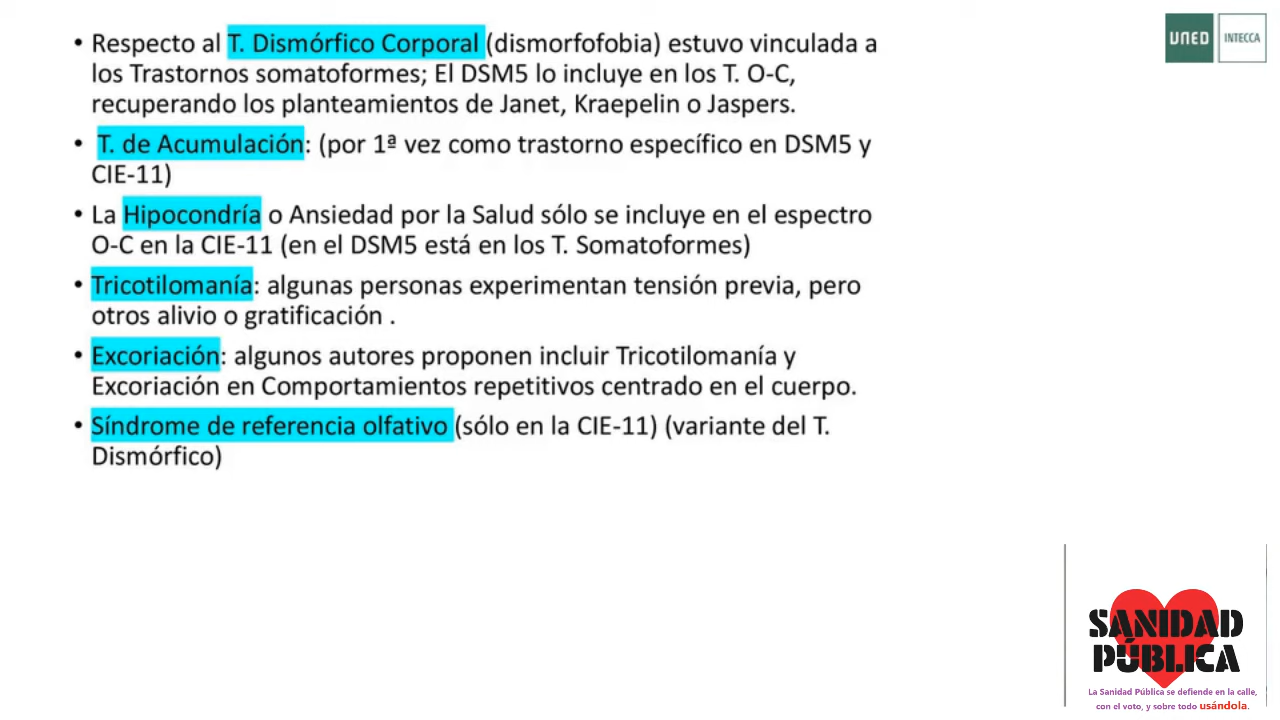 • Respecto al T. Dismórfico Corporal (dismorfofobia) estuvo vinculada a
los Trastornos somatoformes; El DSM5 lo incluye en los T. O-C,
recuperando los planteamientos de Janet, Kraepelin o Jaspers.
• T. de Acumulación: (por 1ª vez como trastorno específico en DSM5 y
CIE-11)
• La Hipocondría o Ansiedad por la Salud sólo se incluye en el espectro
O-C en la CIE-11 (en el DSM5 está en los T. Somatoformes)
• Tricotilomanía: algunas personas experimentan tensión previa, pero
otros alivio o gratificación .
• Excoriación: algunos autores proponen incluir Tricotilomanía y
Excoriación en Comportamientos repetitivos centrado en el cuerpo.
• Síndrome de referencia olfativo (sólo en la CIE-11) (variante del T.
Dismórfico)
UNED INTECCA
SANIDAD
PÚBLICA
La Sanidad Pública se defiende en la calle,
con el voto, y sobre todo usándola.